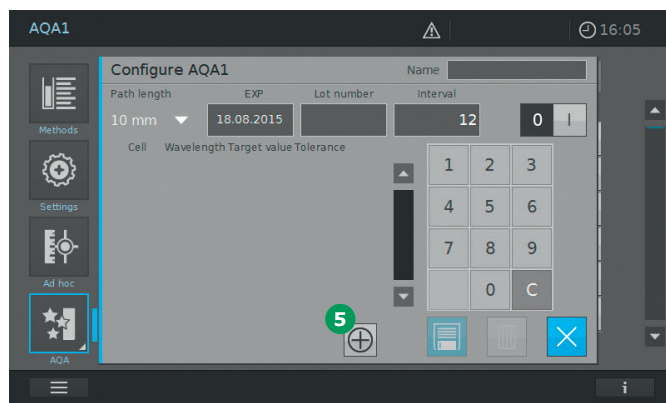 AQA1
16:05
Configure AQA1
Name
Path length
EXP
Lot number
Interval
10 mm
18.08.2015
12
0
I
Methods
Cell
Wavelength Target value Tolerance
1
2
3
Settings
4
5
6
7
8
9
Ad hoc
0
C
5
AQA
i